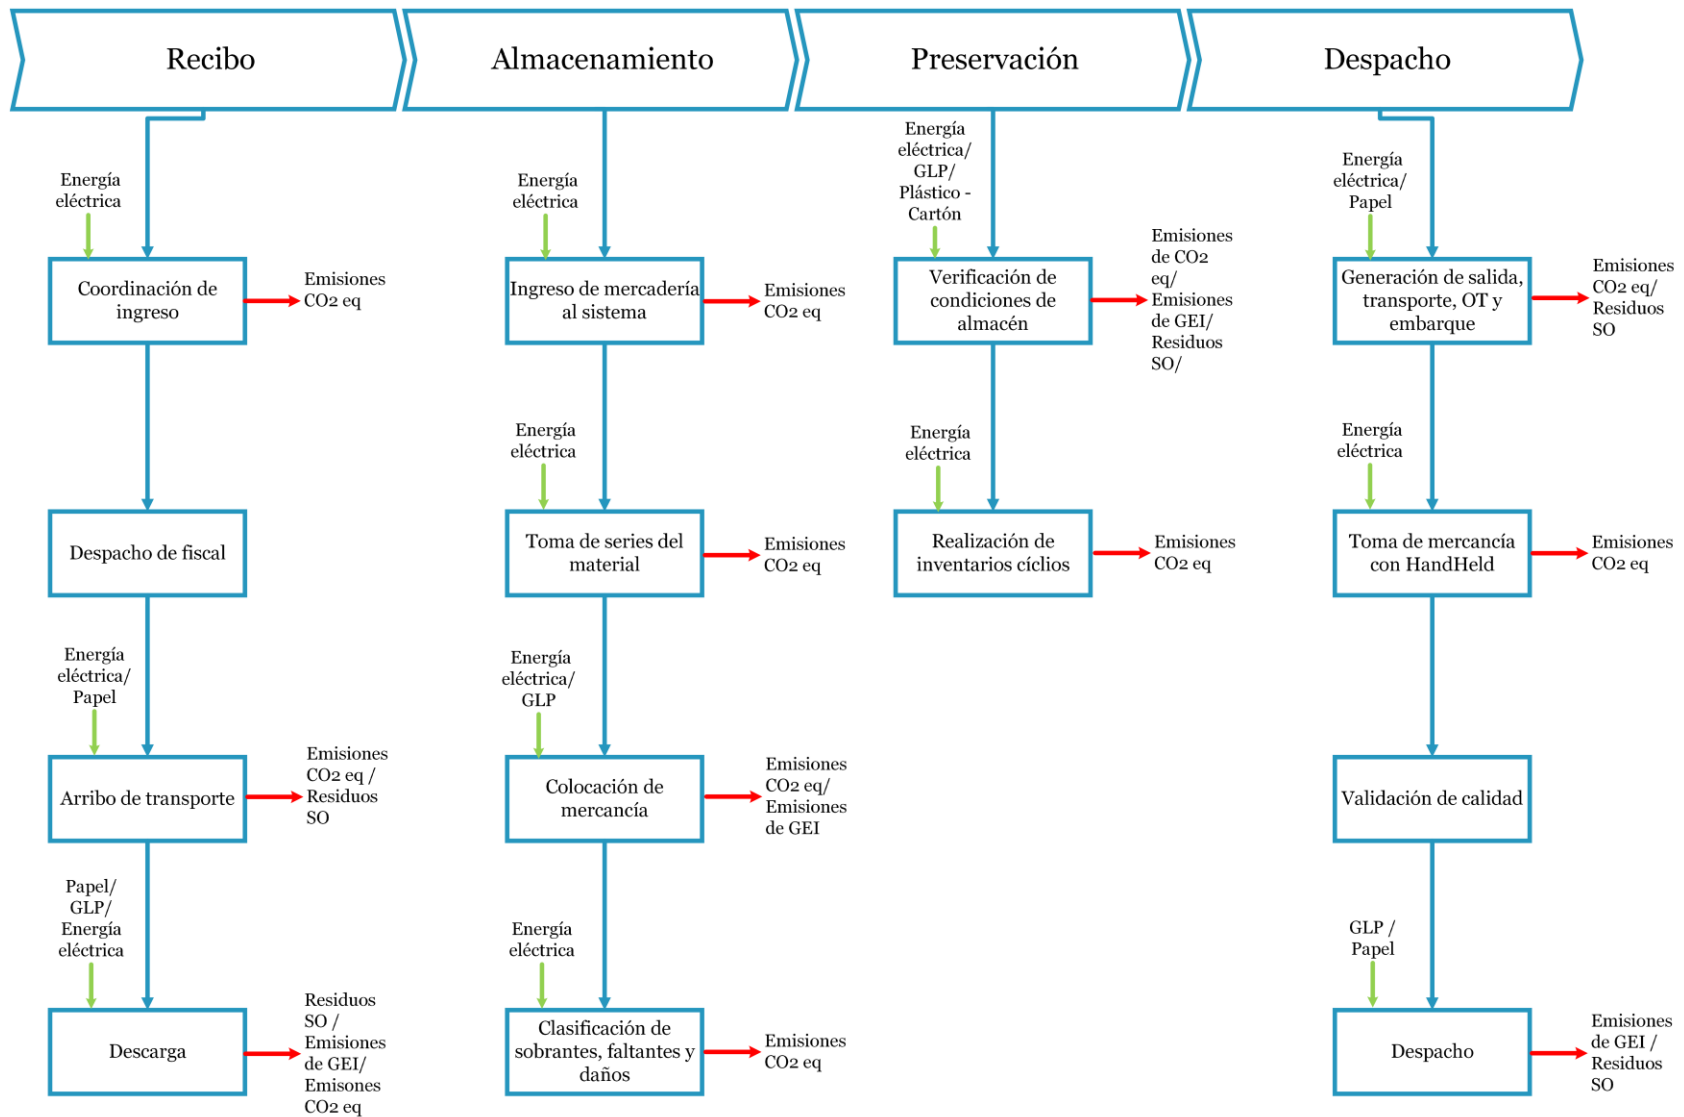 Recibo
Almacenamiento
Preservación
Despacho
Energía
eléctrica
Coordinación de
ingreso
Emisiones
CO2 eq
Despacho de fiscal
Energía
eléctrica/
Papel
Arribo de transporte
Emisiones
CO2 eq /
Residuos
SO
Papel/
GLP/
Energía
eléctrica
Descarga
Residuos
SO /
Emisiones
de GEI/
Emisones
CO2 eq
Energía
eléctrica
Ingreso de mercadería
al sistema
Emisiones
CO2 eq
Energía
eléctrica
Toma de series del
material
Emisiones
CO2 eq
Energía
eléctrica/
GLP
Colocación de
mercancía
Emisiones
CO2 eq/
Emisiones
de GEI
Energía
eléctrica
Clasificación de
sobrantes, faltantes y
daños
Emisiones
CO2 eq
Energía
eléctrica/
GLP/
Plástico -
Cartón
Verificación de
condiciones de
almacén
Emisiones
de CO2
eq/
Emisiones
de GEI/
Residuos
SO/
Energía
eléctrica
Realización de
inventarios cíclios
Emisiones
CO2 eq
Energía
eléctrica/
Papel
Generación de salida,
transporte, OT y
embarque
Emisiones
CO2 eq/
Residuos
SO
Energía
eléctrica
Toma de mercancía
con HandHeld
Emisiones
CO2 eq
Validación de calidad
GLP /
Papel
Despacho
Emisiones
de GEI /
Residuos
SO